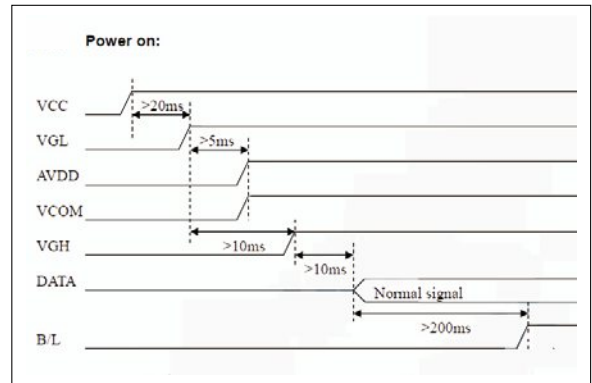 Power on:
VCC
>20ms
VGL
>5ms
AVDD
VCOM
VGH
>10ms
>10ms
DATA
Normal signal
>200ms
B/L